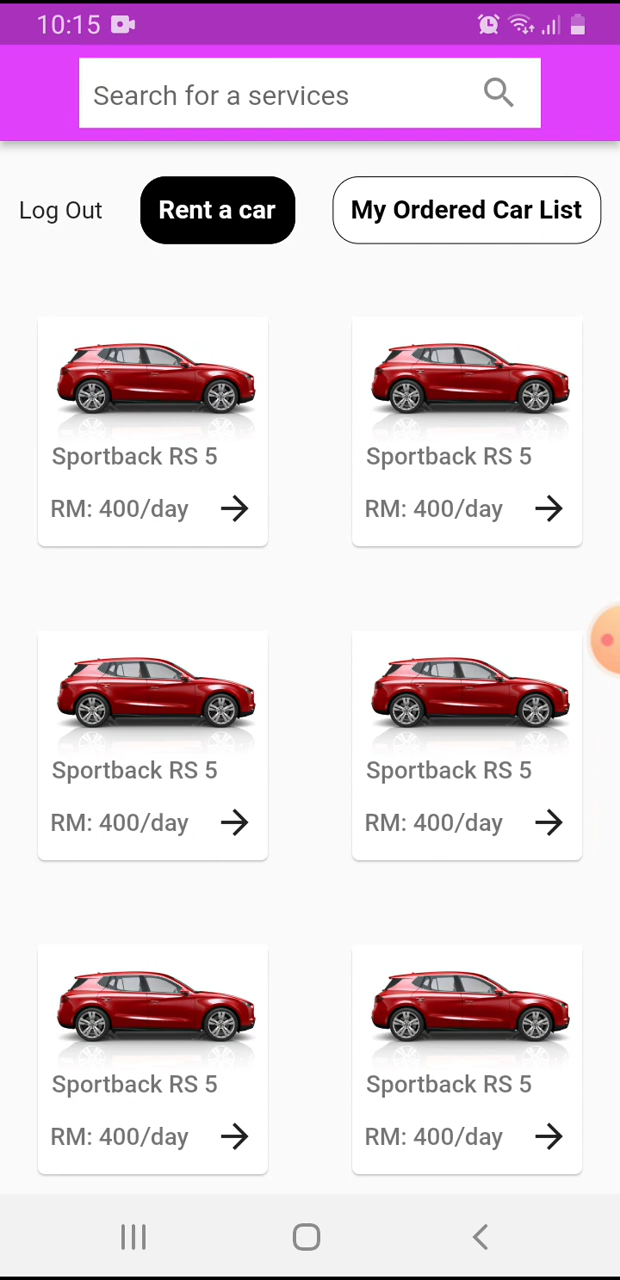 10:15
Search for a services
Log Out
Rent a car
My Ordered Car List
Sportback RS 5
Sportback RS 5
RM: 400/day
RM: 400/day
Sportback RS 5
Sportback RS 5
RM: 400/day
RM: 400/day
Sportback RS 5
Sportback RS 5
RM: 400/day
RM: 400/day